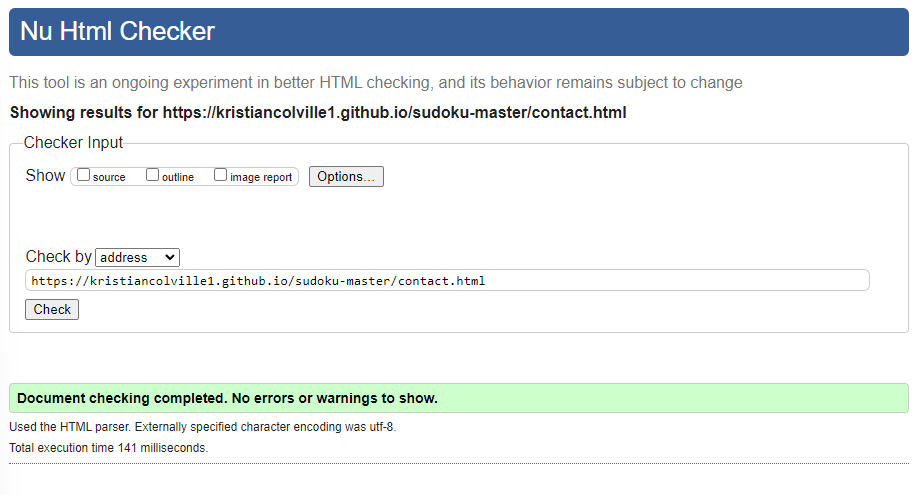 Nu Html Checker
This tool is an ongoing experiment in better HTML checking, and its behavior remains subject to change
Showing results for https://kristiancolville1.github.io/sudoku-master/contact.html
Checker Input
Show source outline image report Options...
Check by address
https://kristiancolville1.github.io/sudoku-master/contact.html
Check
Document checking completed. No errors or warnings to show.
Used the HTML parser. Externally specified character encoding was utf-8.
Total execution time 141 milliseconds.